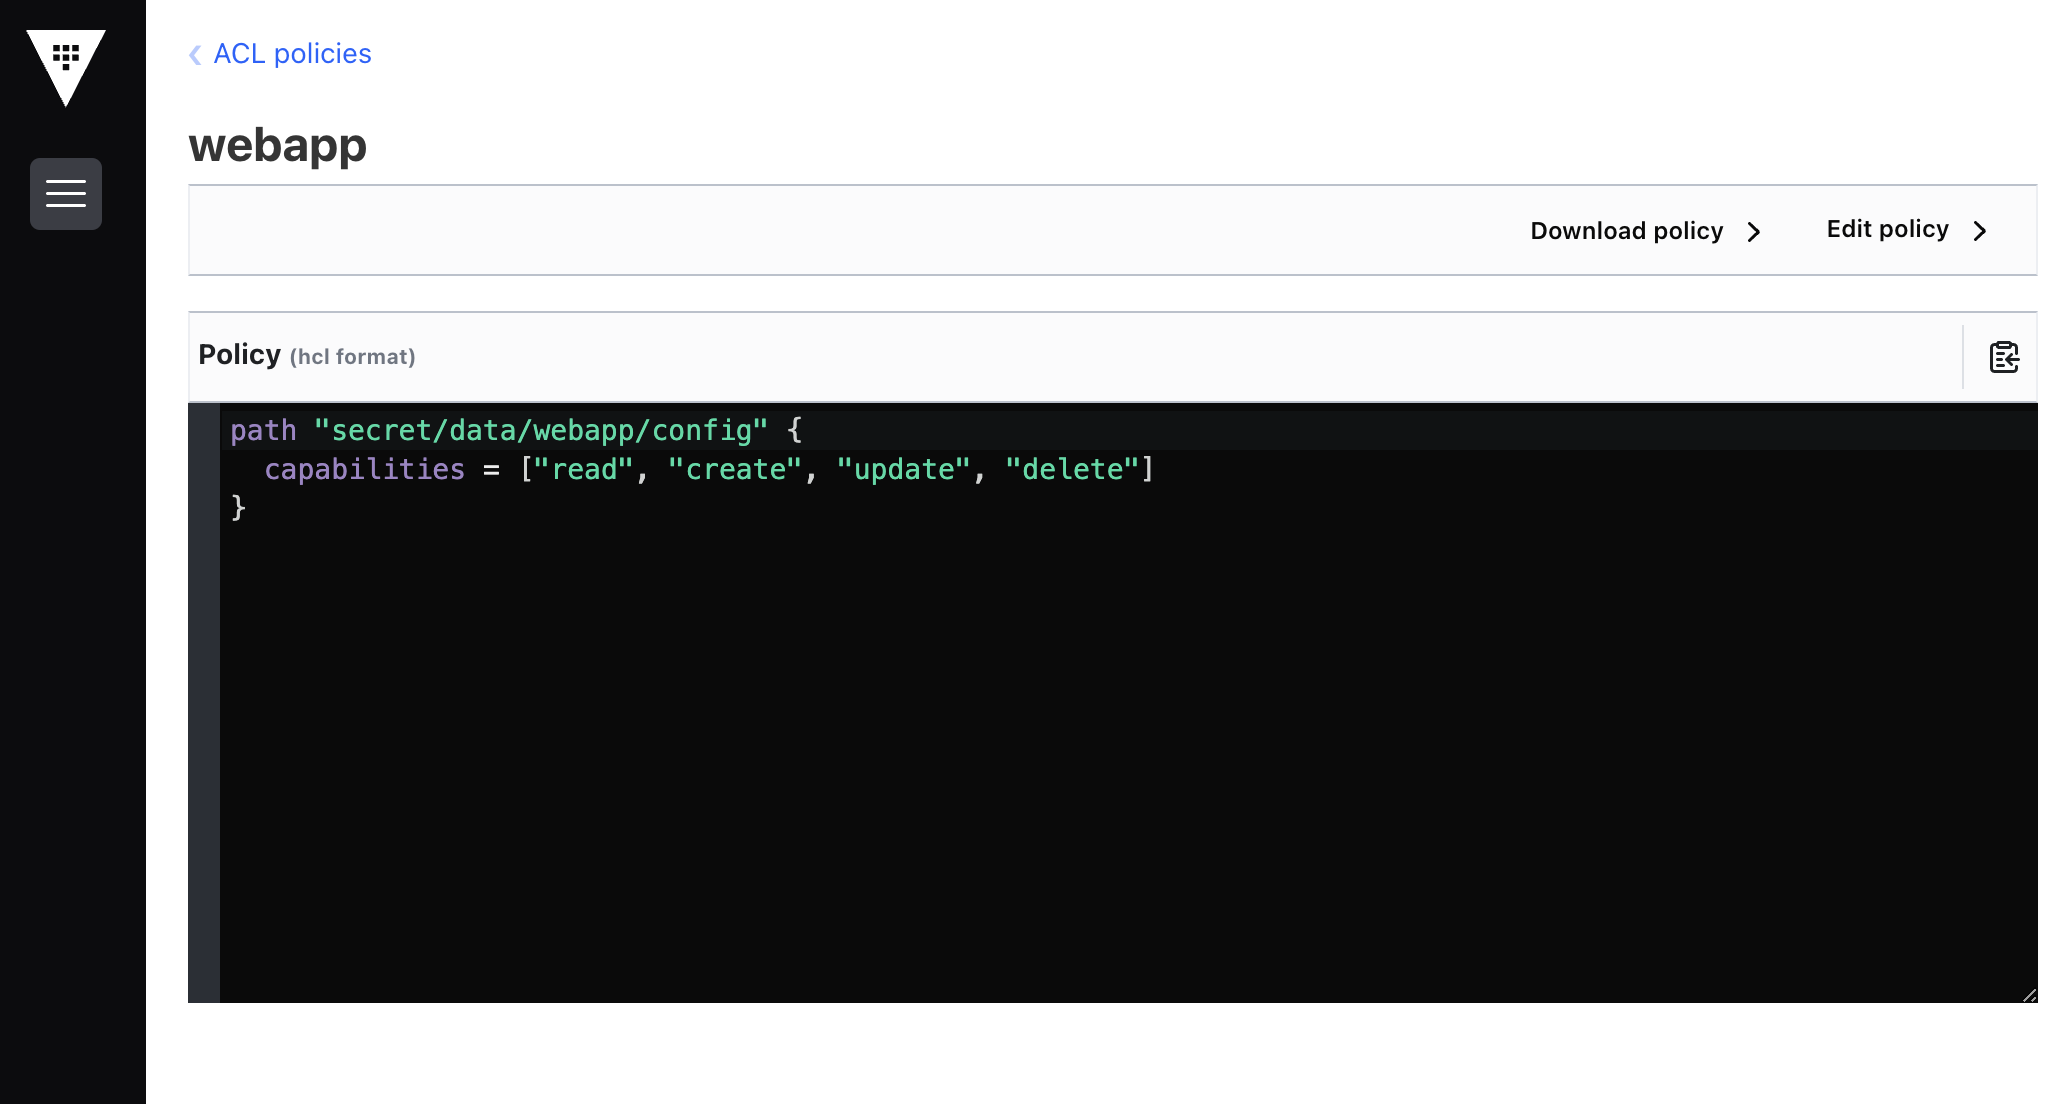 ACL policies
webapp
Download policy
Edit policy
Policy (hcl format)
path "secret/data/webapp/config" {
  capabilities = ["read", "create", "update", "delete"]
}